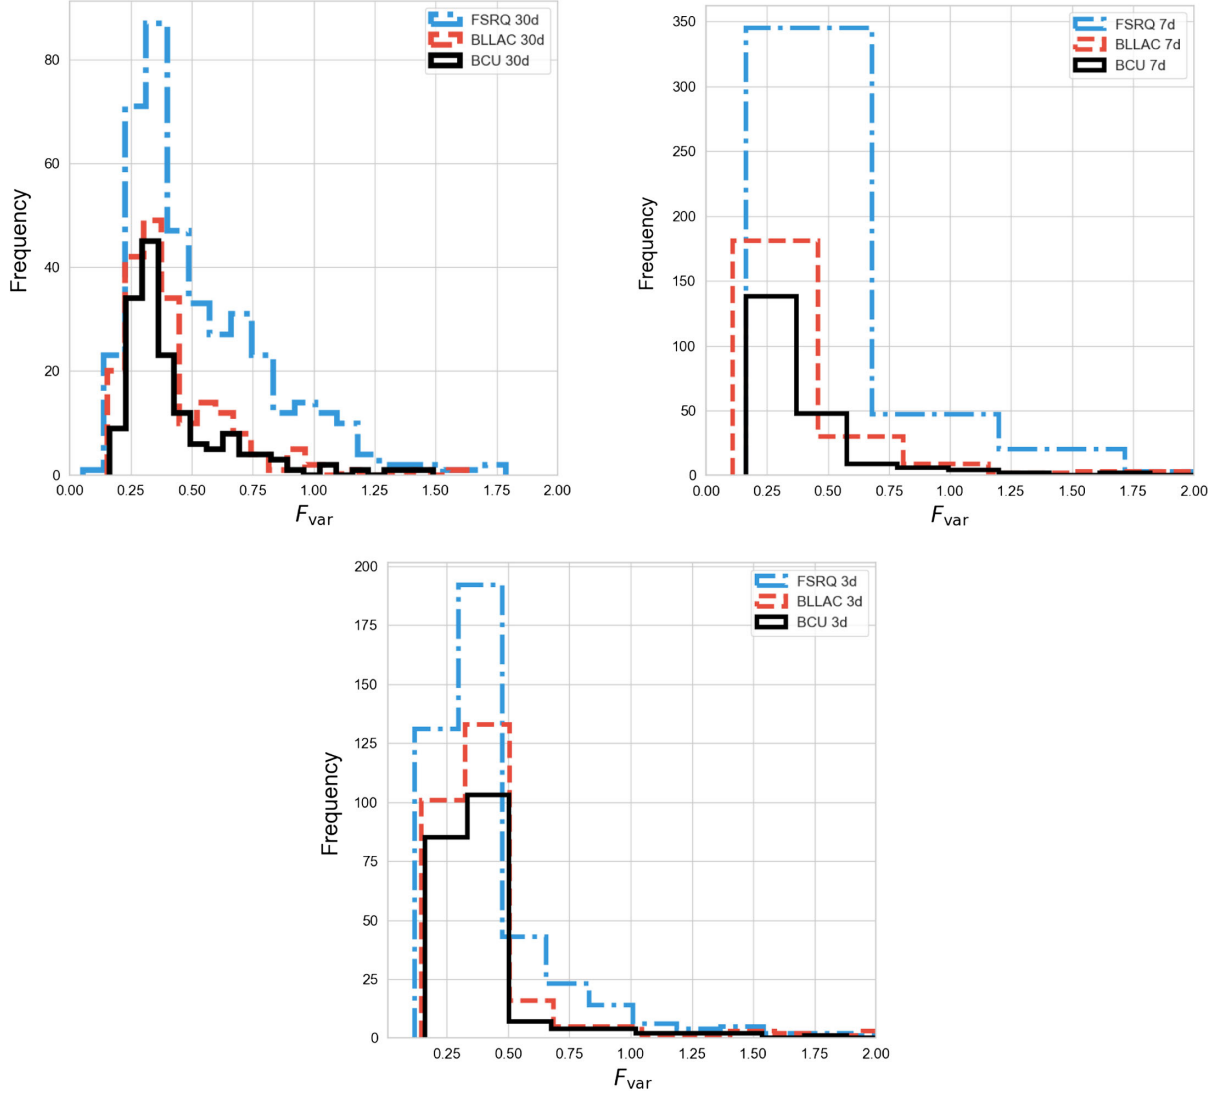 FSRQ 30d
BLLAC 30d
BCU 30d
80
60
40
20
0
Frequency
0.00 0.25 0.50 0.75 1.00 1.25 1.50 1.75 2.00
Fvar
FSRQ 7d
BLLAC 7d
BCU 7d
350
300
250
200
150
100
50
0
Frequency
0.00 0.25 0.50 0.75 1.00 1.25 1.50 1.75 2.00
Fvar
FSRQ 3d
BLLAC 3d
BCU 3d
200
175
150
125
100
75
50
25
0
Frequency
0.25 0.50 0.75 1.00 1.25 1.50 1.75 2.00
Fvar